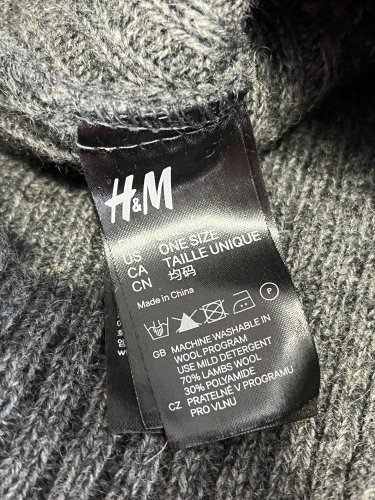 H&M
US ONE SIZE
CA TAILLE UNIQUE
CN 均码
Made in China
P
GB MACHINE WASHABLE IN
WOOL PROGRAM
USE MILD DETERGENT
70% LAMBS WOOL
30% POLYAMIDE
CZ PRATELNÉ V PROGRAMU
PRO VLNU